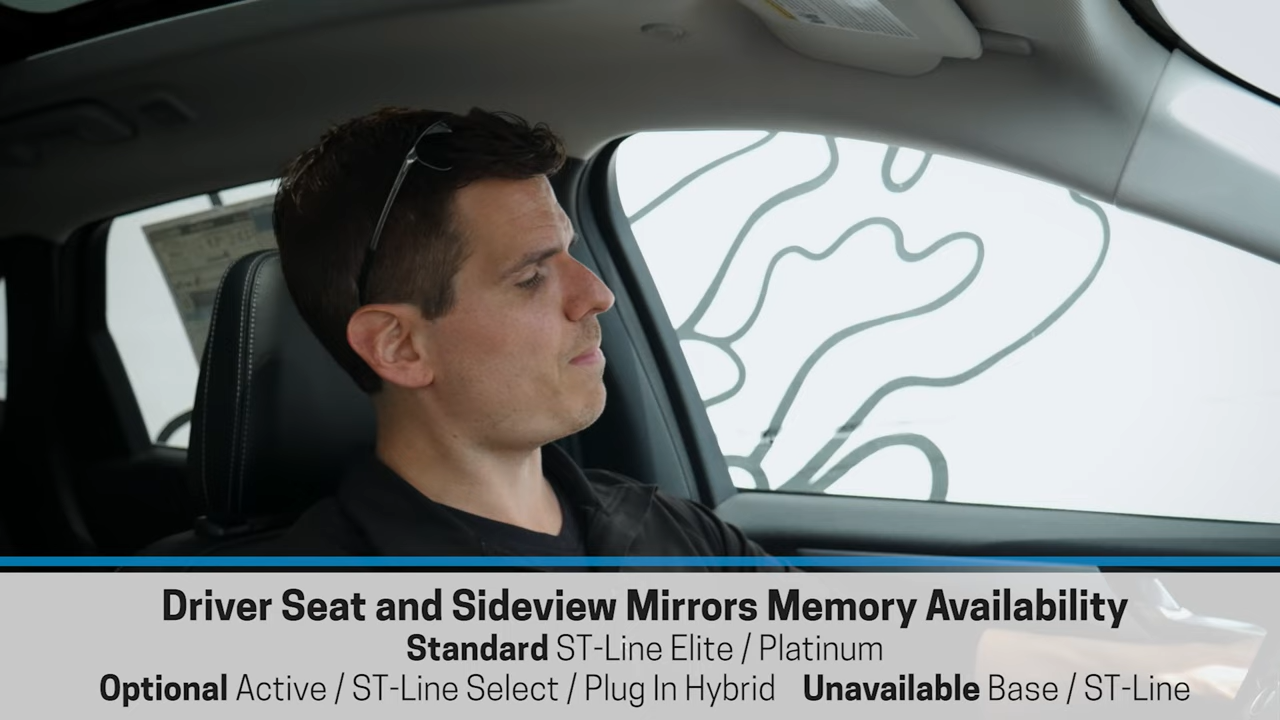 Driver Seat and Sideview Mirrors Memory Availability
Standard ST-Line Elite / Platinum
Optional Active / ST-Line Select / Plug In Hybrid Unavailable Base / ST-Line